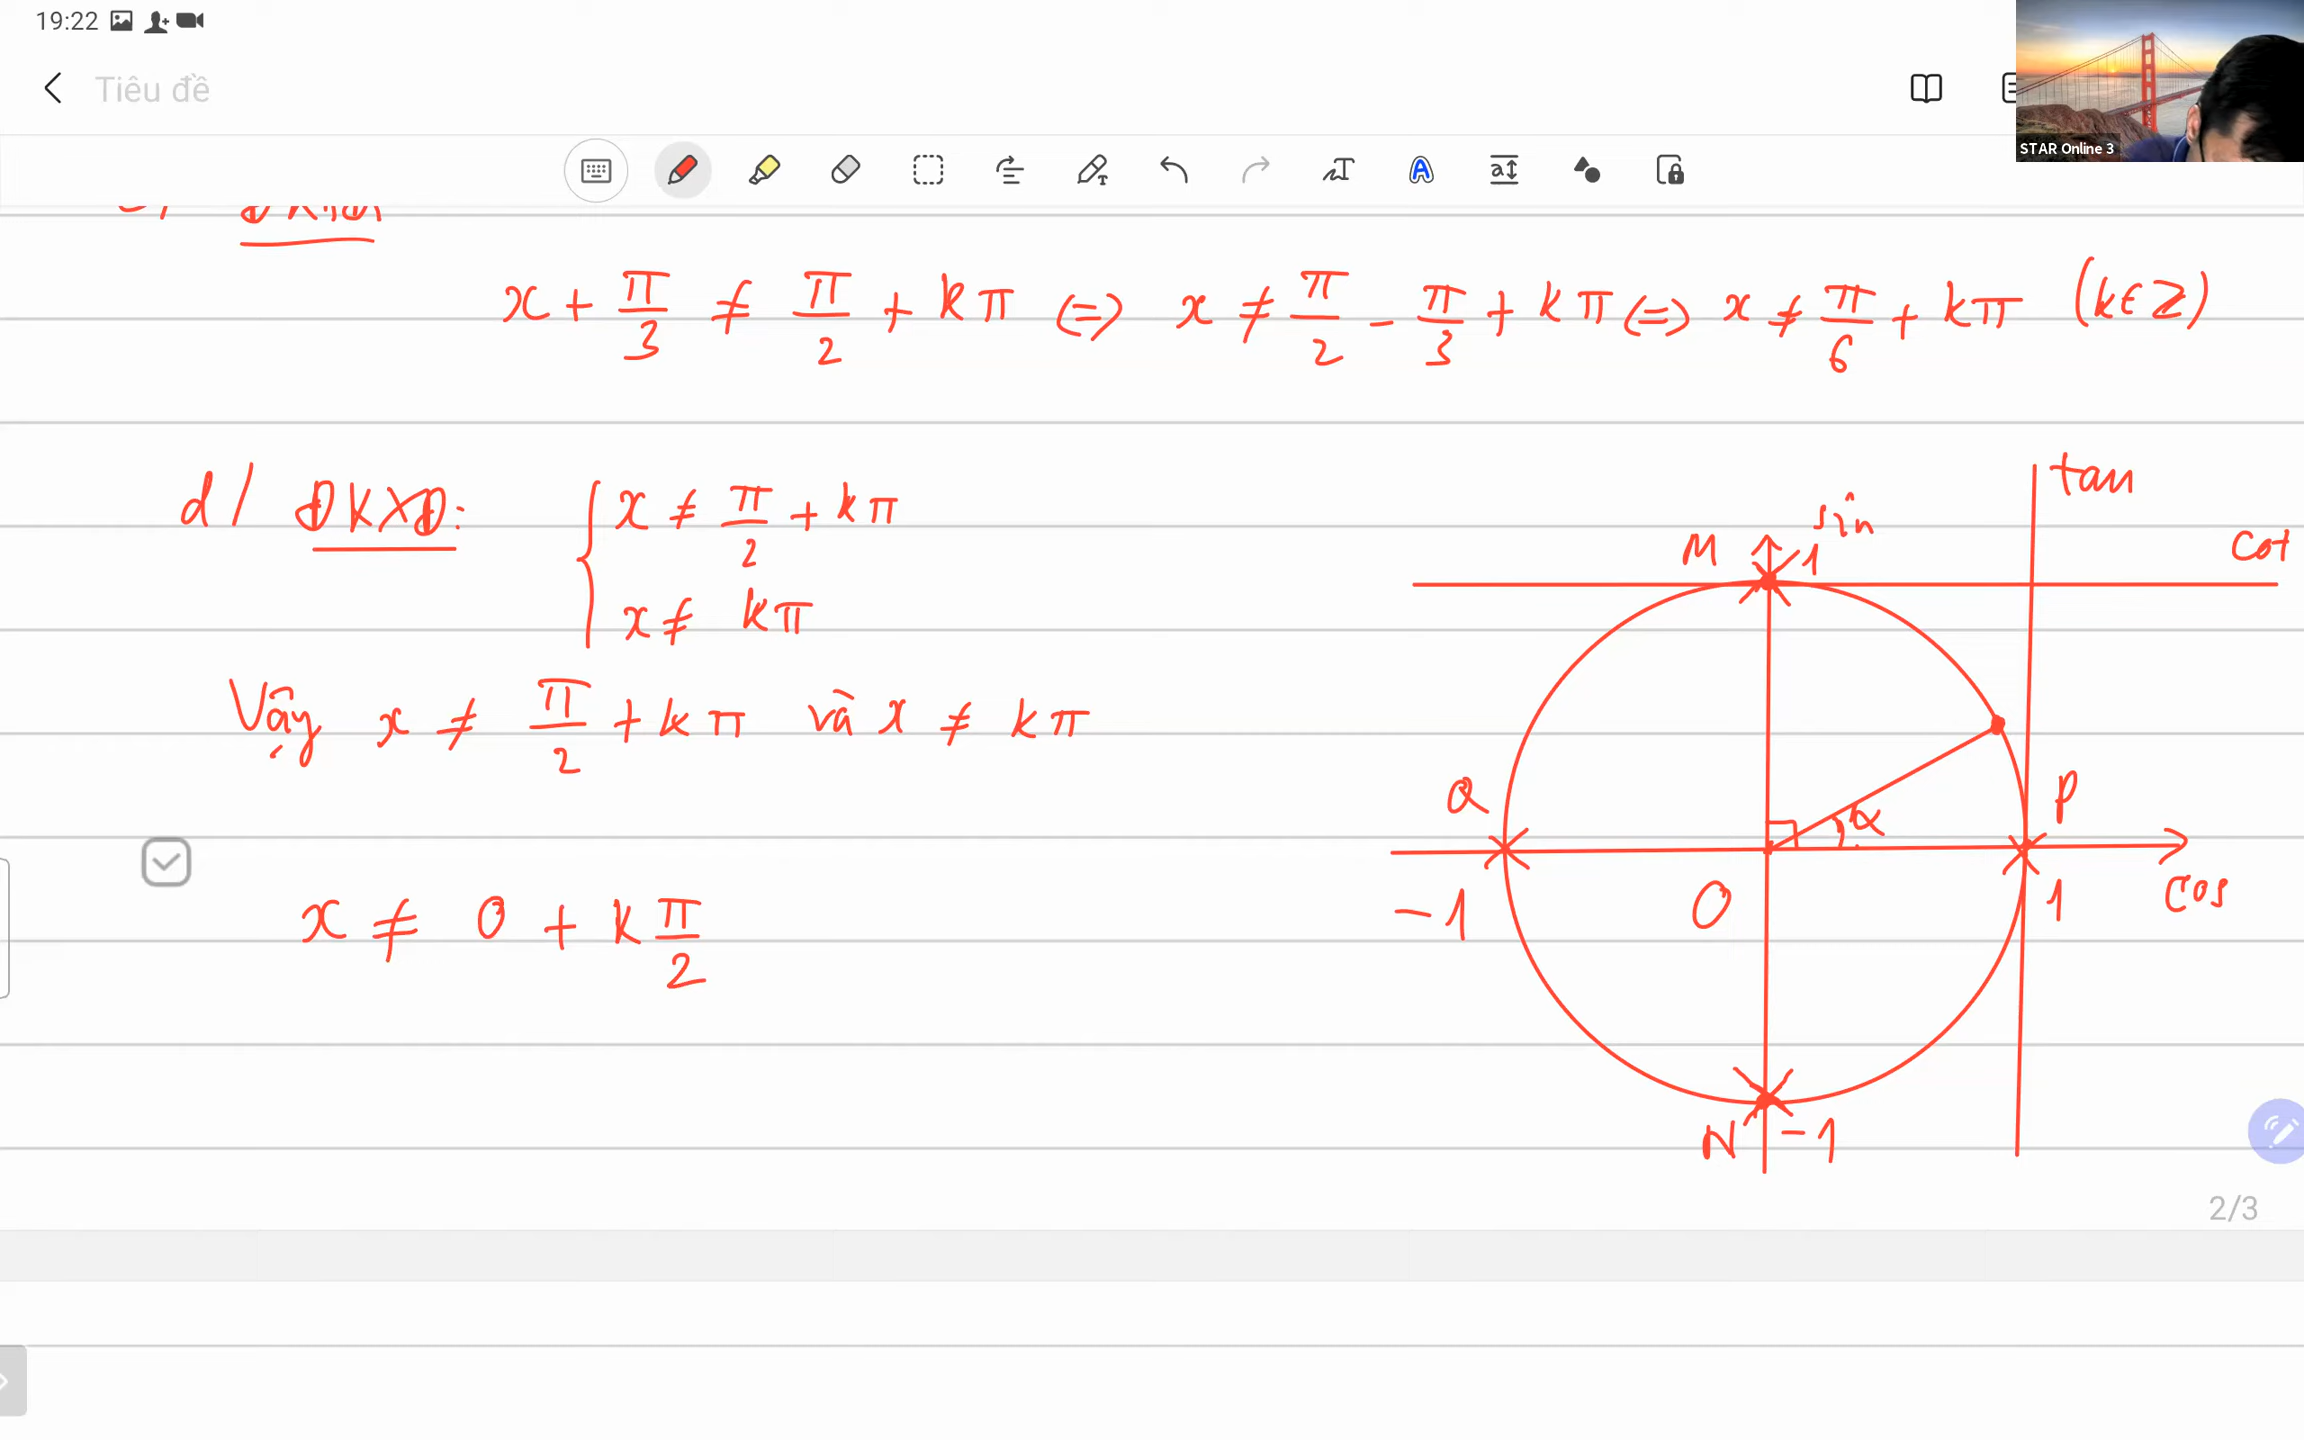 19:22
Tiêu đề
STAR Online 3
x + π/3 ≠ π/2 + kπ (=) x ≠ π/2 - π/3 + kπ (=) x ≠ π/6 + kπ (k∈Z)
d/ ĐKXĐ: { x ≠ π/2 + kπ
x ≠ kπ
Vậy x ≠ π/2 + kπ và x ≠ kπ
x ≠ 0 + k π/2
tan
sin
M 1
cot
Q
α
P
-1
O
1
cos
N -1
2/3